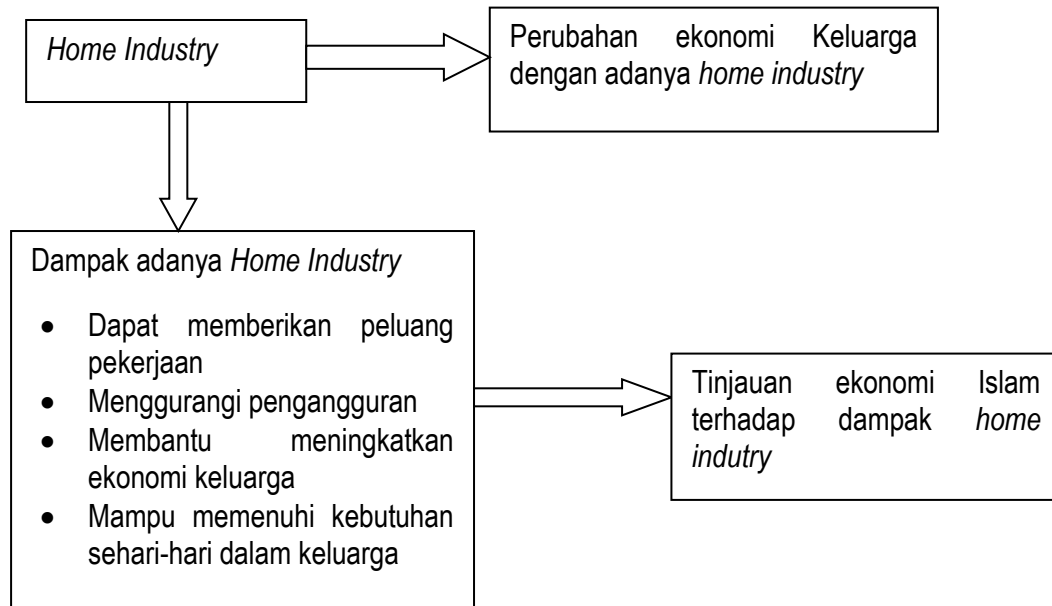 Home Industry
Perubahan ekonomi Keluarga
dengan adanya home industry
Dampak adanya Home Industry
• Dapat memberikan peluang
pekerjaan
• Menggurangi pengangguran
• Membantu meningkatkan
ekonomi keluarga
• Mampu memenuhi kebutuhan
sehari-hari dalam keluarga
Tinjauan ekonomi Islam
terhadap dampak home
indutry